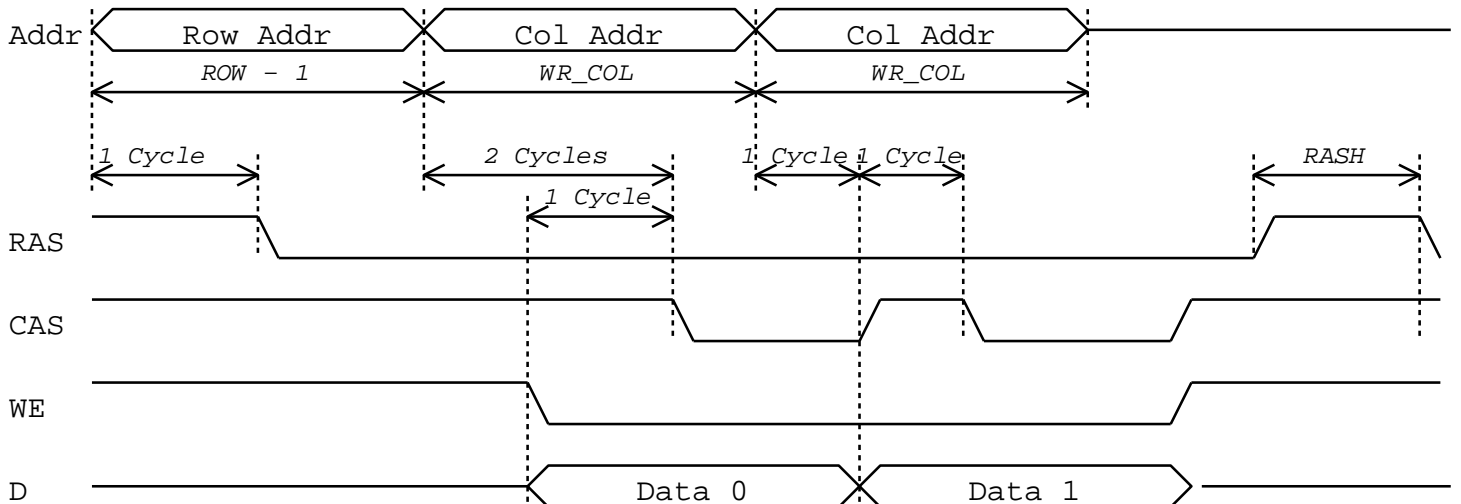 Addr Row Addr Col Addr Col Addr
ROW - 1 WR_COL WR_COL
1 Cycle 2 Cycles 1 Cycle 1 Cycle RASH
1 Cycle
RAS
CAS
WE
D Data 0 Data 1